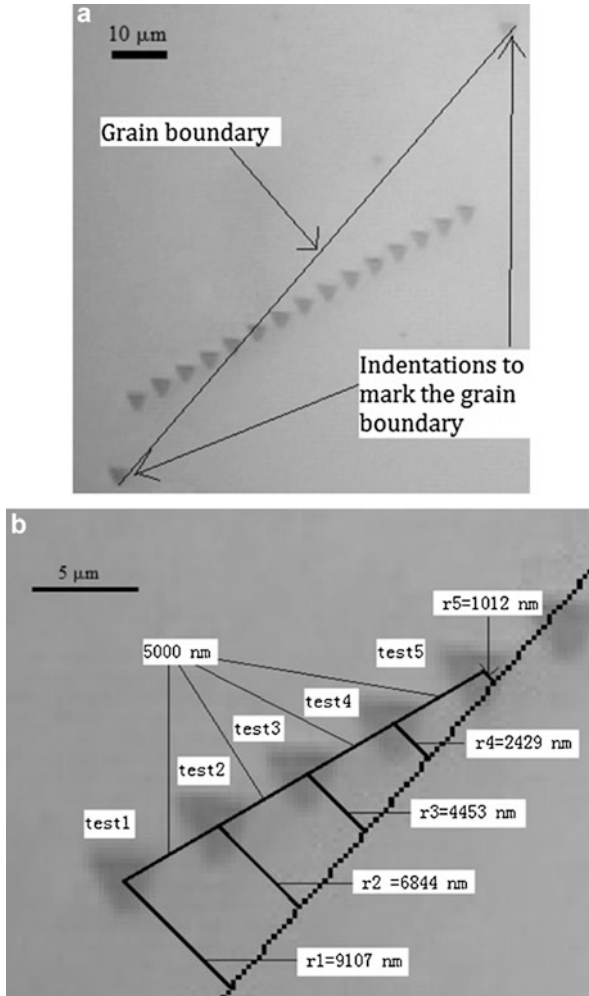 a
10 μm
Grain boundary
Indentations to
mark the grain
boundary
b
5 μm
r5=1012 nm
5000 nm
test5
test4
test3
r4=2429 nm
test2
r3=4453 nm
test1
r2 =6844 nm
r1=9107 nm